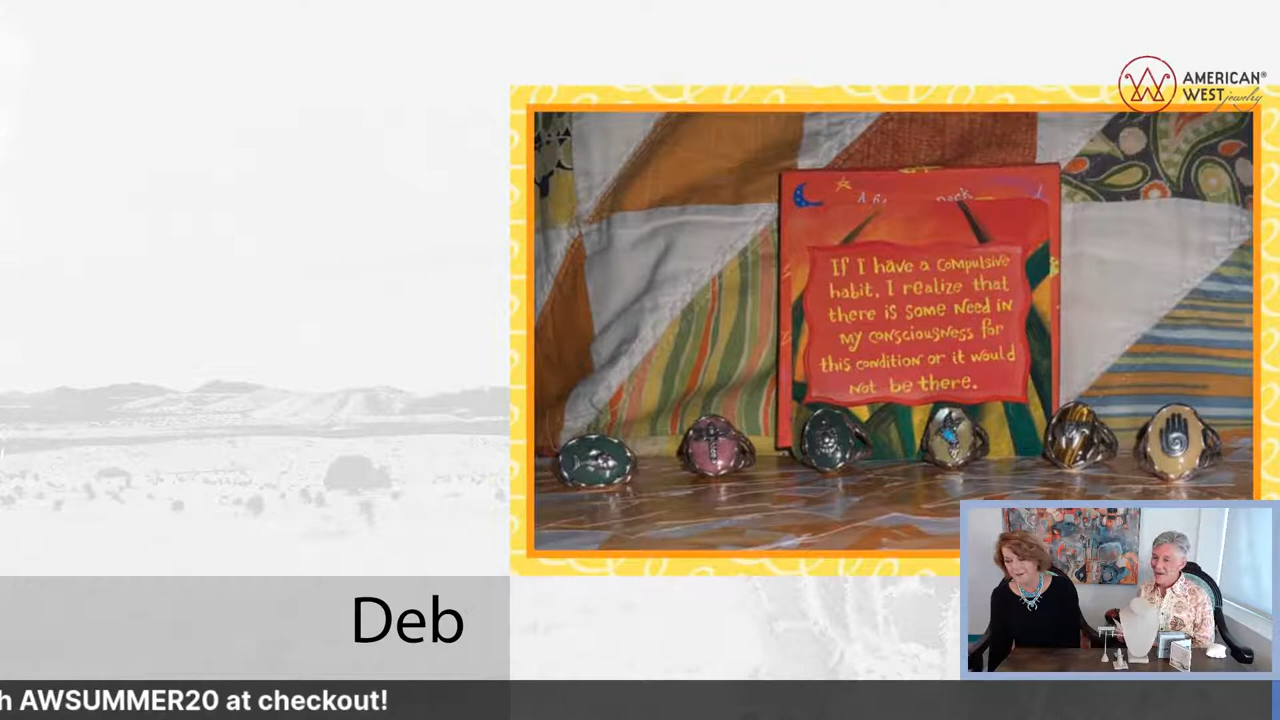 AMERICAN®
WEST jewelry
If I have a compulsive
habit, I realize that
there is some need in
my consciousness for
this condition or it would
not be there.
Deb
h AWSUMMER20 at checkout!